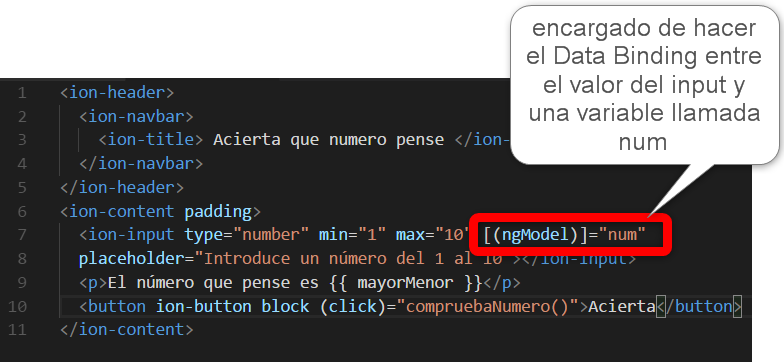 encargado de hacer
el Data Binding entre
el valor del input y
una variable llamada
num
1 <ion-header>
2 <ion-navbar>
3 <ion-title> Acierta que numero pense </ion-
4 </ion-navbar>
5 </ion-header>
6 <ion-content padding>
7 <ion-input type="number" min="1" max="10" [(ngModel)]="num"
8 placeholder="Introduce un número del 1 al 10"></ion-input>
9 <p>El número que pense es {{ mayorMenor }}</p>
10 <button ion-button block (click)="compruebaNumero()">Acierta</button>
11 </ion-content>